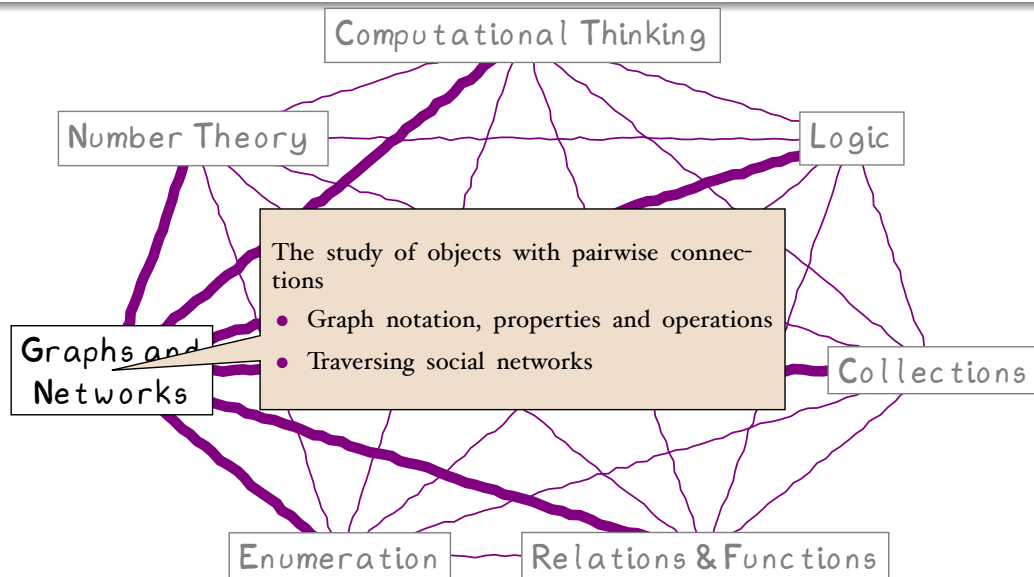 Computational Thinking
Number Theory
Logic
The study of objects with pairwise connec-
tions
• Graph notation, properties and operations
• Traversing social networks
Graphs and
Networks
Collections
Enumeration
Relations & Functions